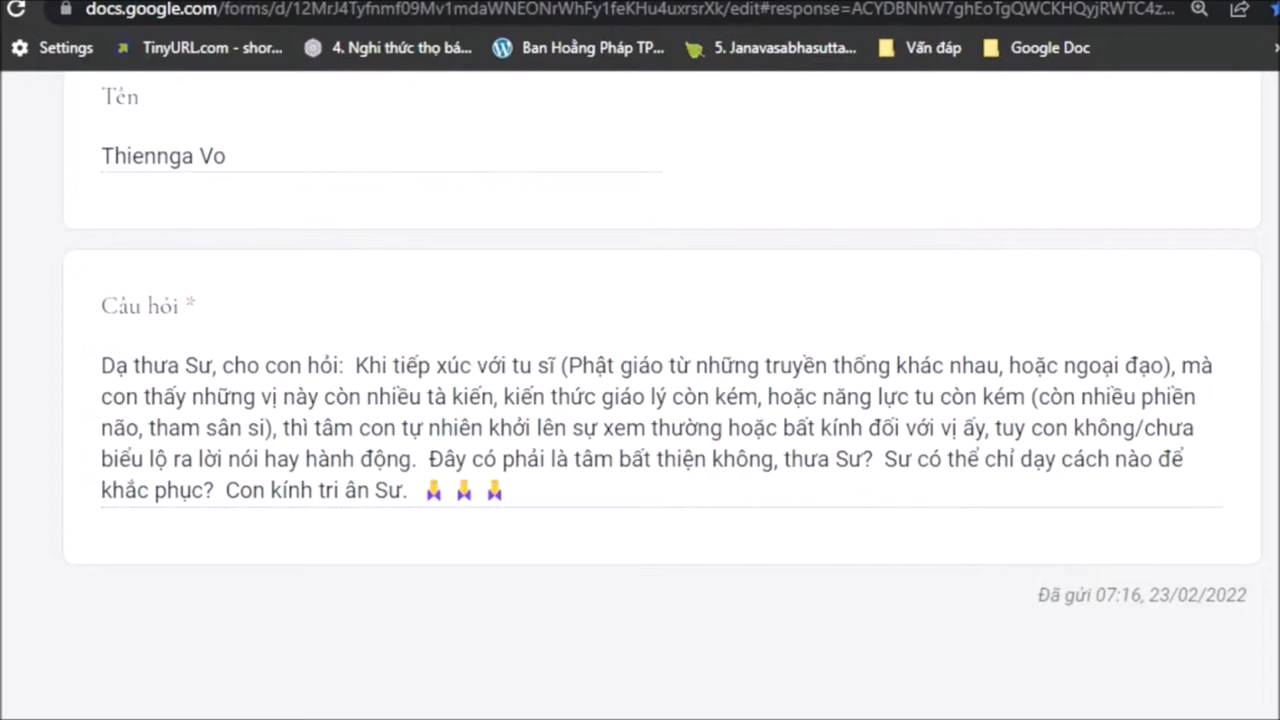 docs.google.com/forms/d/12MrJ4Tyfnmf09Mv1mdaWNEONrWhFy1feKHu4uxrsrXk/edit#response=ACYDBNhW7ghEoTgQWCKHQyjRWTC4z...
Settings TinyURL.com - shor... 4. Nghi thức thọ bá... Ban Hoằng Pháp TP... 5. Janavasabhasutta... Vấn đáp Google Doc
Tên
Thiennga Vo
Câu hỏi *
Dạ thưa Sư, cho con hỏi: Khi tiếp xúc với tu sĩ (Phật giáo từ những truyền thống khác nhau, hoặc ngoại đạo), mà
con thấy những vị này còn nhiều tà kiến, kiến thức giáo lý còn kém, hoặc năng lực tu còn kém (còn nhiều phiền
não, tham sân si), thì tâm con tự nhiên khởi lên sự xem thường hoặc bất kính đối với vị ấy, tuy con không/chưa
biểu lộ ra lời nói hay hành động. Đây có phải là tâm bất thiện không, thưa Sư? Sư có thể chỉ dạy cách nào để
khắc phục? Con kính tri ân Sư.
Đã gửi 07:16, 23/02/2022